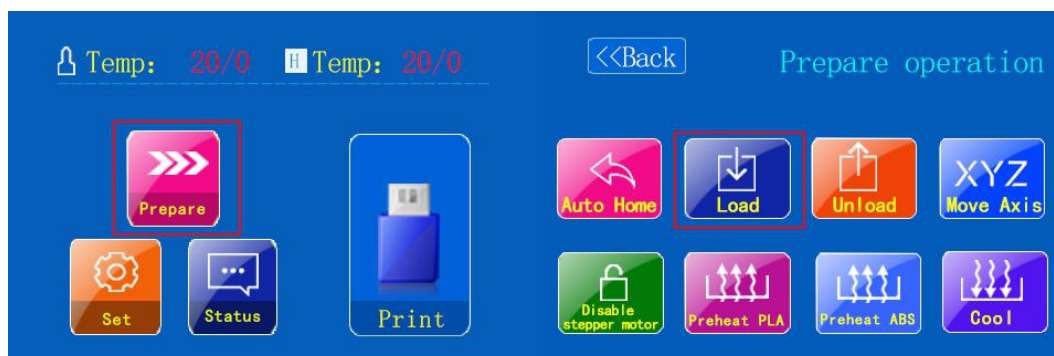 Temp: 20/0 H Temp: 20/0
Prepare
Set
Status
Print
<<Back
Prepare operation
Auto Home
Load
Unload
XYZ
Move Axis
Disable
stepper motor
Preheat PLA
Preheat ABS
Cool